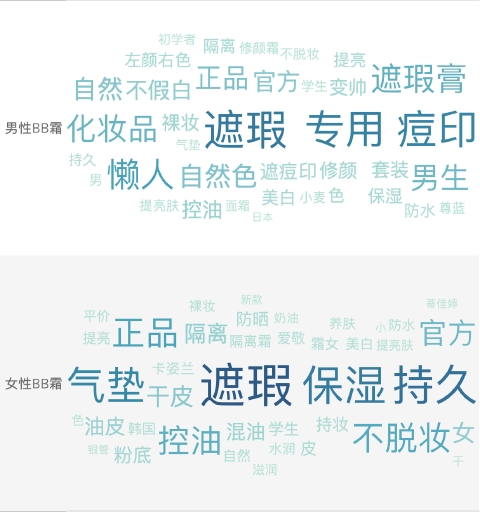 初学者 隔离 修颜霜 不脱妆 提亮
左颜右色 正品 官方 学生 变帅 遮瑕膏
自然 不假白
男性BB霜 化妆品 裸妆 遮瑕 专用 痘印
气垫
持久 男 懒人 自然色 遮痘印 修颜 套装 男生
美白 小麦 色 保湿
提亮肤 控油 面霜 日本 防水 尊蓝
新款 蒂佳婷
裸妆
平价 防晒 奶油 养肤 小 防水
提亮 正品 隔离 隔离霜 爱敬 霜女 美白 提亮肤 官方
卡姿兰
女性BB霜 气垫 干皮 遮瑕 保湿 持久
色 油皮 韩国 控油 混油 学生 持妆 不脱妆 女
银管 粉底 自然 水润 皮 干
滋润